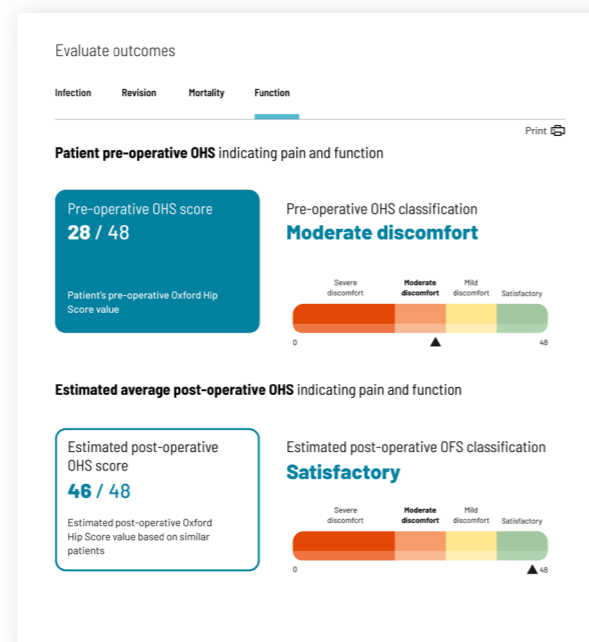 Evaluate outcomes
Infection Revision Mortality Function
Print
Patient pre-operative OHS indicating pain and function
Pre-operative OHS score
28 / 48
Patient's pre-operative Oxford Hip
Score value
Pre-operative OHS classification
Moderate discomfort
Severe
discomfort
Moderate
discomfort
Mild
discomfort
Satisfactory
0
48
Estimated average post-operative OHS indicating pain and function
Estimated post-operative
OHS score
46 / 48
Estimated post-operative Oxford
Hip Score value based on similar
patients
Estimated post-operative OFS classification
Satisfactory
Severe
discomfort
Moderate
discomfort
Mild
discomfort
Satisfactory
0
48